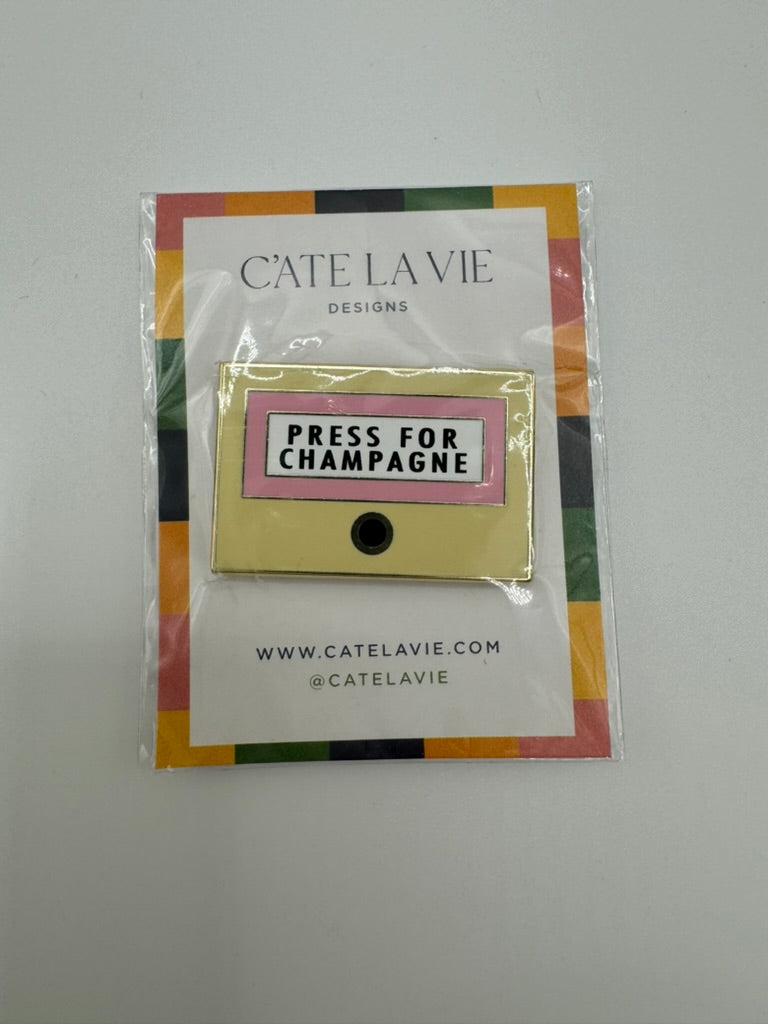 C'ATE LA VIE
DESIGNS
PRESS FOR
CHAMPAGNE
WWW.CATELAVIE.COM
@CATELAVIE